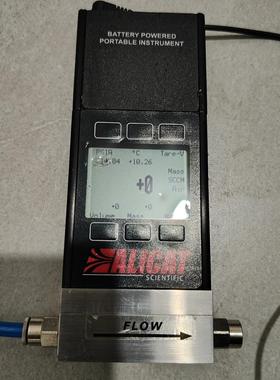 BATTERY POWERED
PORTABLE INSTRUMENT
PSIA °C Tare-V
+10.26
Mass
+0 SCCM
Air
+0 +0
Volume Mass
ALICAT
SCIENTIFIC
FLOW